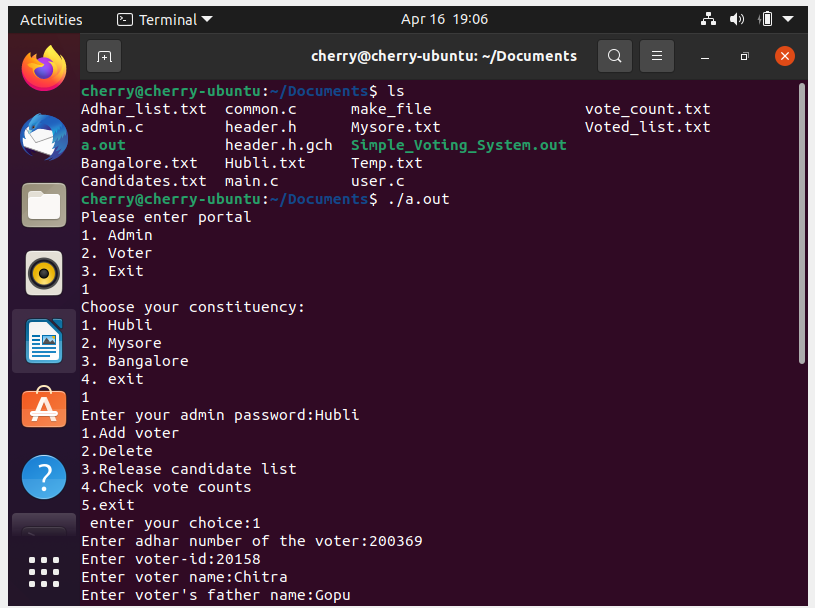 Activities Terminal Apr 16 19:06
cherry@cherry-ubuntu: ~/Documents
cherry@cherry-ubuntu:~/Documents$ ls
Adhar_list.txt common.c make_file vote_count.txt
admin.c header.h Mysore.txt Voted_list.txt
a.out header.h.gch Simple_Voting_System.out
Bangalore.txt Hubli.txt Temp.txt
Candidates.txt main.c user.c
cherry@cherry-ubuntu:~/Documents$ ./a.out
Please enter portal
1. Admin
2. Voter
3. Exit
1
Choose your constituency:
1. Hubli
2. Mysore
3. Bangalore
4. exit
1
Enter your admin password:Hubli
1.Add voter
2.Delete
3.Release candidate list
4.Check vote counts
5.exit
 enter your choice:1
Enter adhar number of the voter:200369
Enter voter-id:20158
Enter voter name:Chitra
Enter voter's father name:Gopu